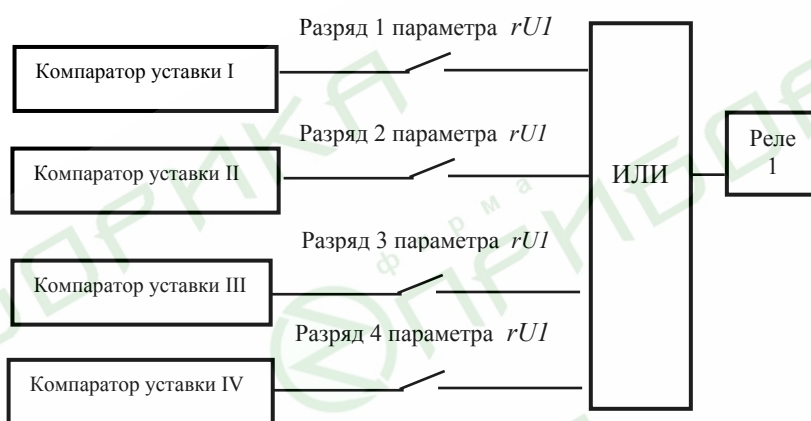 Разряд 1 параметра rU1
Компаратор уставки I
Разряд 2 параметра rU1
Компаратор уставки II
ИЛИ
Реле
1
Разряд 3 параметра rU1
Компаратор уставки III
Разряд 4 параметра rU1
Компаратор уставки IV
фирма